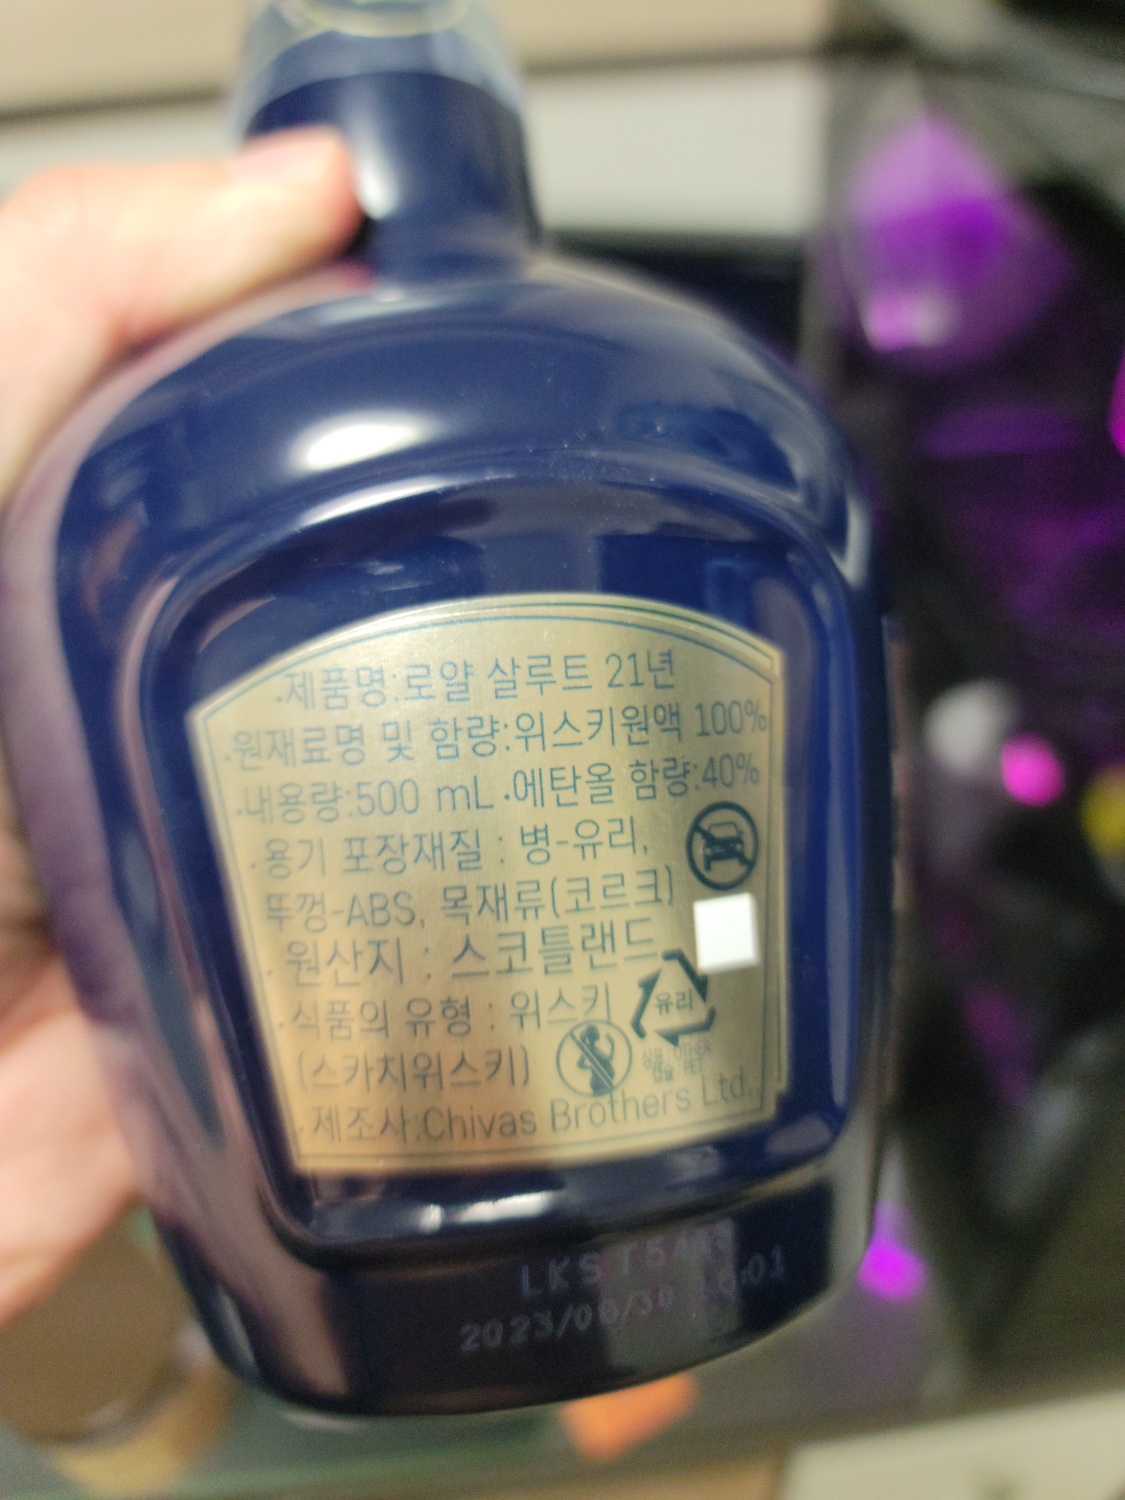 ·제품명:로얄 살루트 21년
·원재료명 및 함량:위스키원액 100%
·내용량:500 mL ·에탄올 함량:40%
·용기 포장재질 : 병-유리,
뚜껑-ABS, 목재류(코르크)
·원산지 : 스코틀랜드
·식품의 유형 : 위스키
유리
(스카치위스키)
·제조사:Chivas Brothers Ltd.